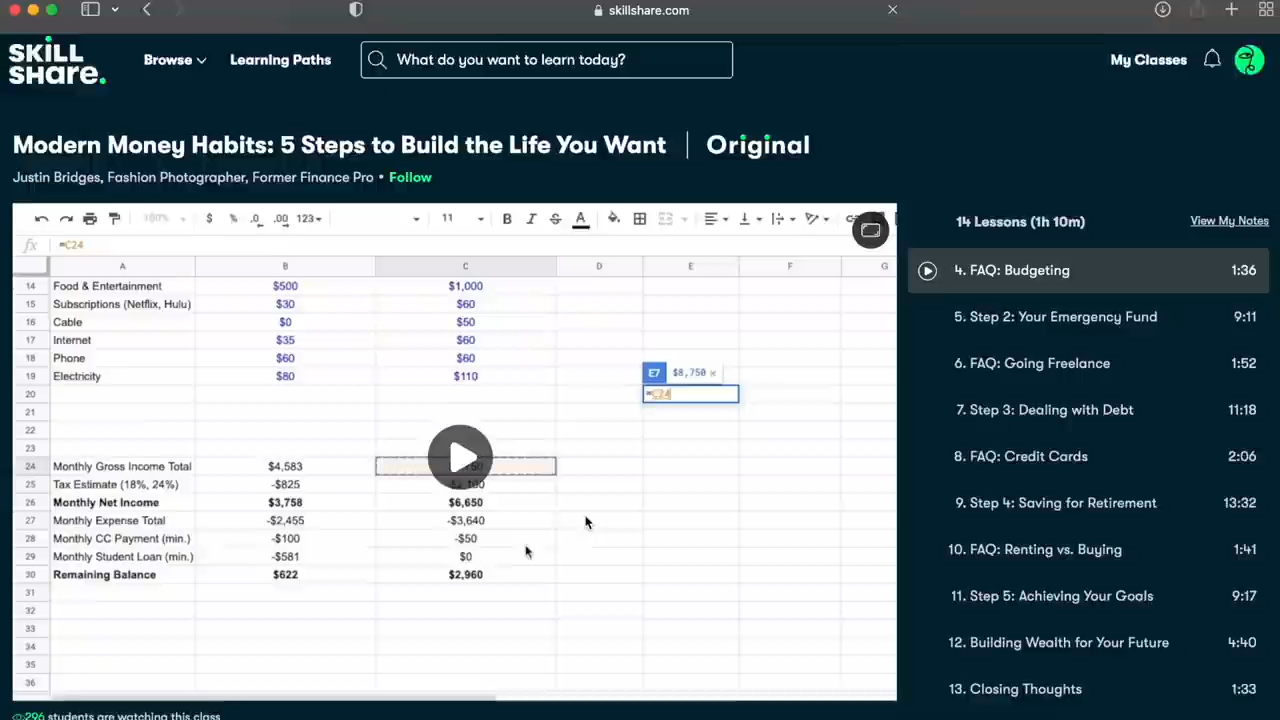 skillshare.com
SKILL
SHARE.
Browse
Learning Paths
What do you want to learn today?
My Classes
Modern Money Habits: 5 Steps to Build the Life You Want | Original
Justin Bridges, Fashion Photographer, Former Finance Pro • Follow
100% $ % .0 .00 123 11 B I S A
fx =C24
A B C D E F G
14 Food & Entertainment $500 $1,000
15 Subscriptions (Netflix, Hulu) $30 $60
16 Cable $0 $50
17 Internet $35 $60
18 Phone $60 $60
19 Electricity $80 $110
E7 $8,750 ×
20 =C24
21
22
23
24 Monthly Gross Income Total $4,583
25 Tax Estimate (18%, 24%) -$825
26 Monthly Net Income $3,758 $6,650
27 Monthly Expense Total -$2,455 -$3,640
28 Monthly CC Payment (min.) -$100 -$50
29 Monthly Student Loan (min.) -$581 $0
30 Remaining Balance $622 $2,960
31
32
33
34
35
36
296 students are watching this class
14 Lessons (1h 10m) View My Notes
4. FAQ: Budgeting 1:36
5. Step 2: Your Emergency Fund 9:11
6. FAQ: Going Freelance 1:52
7. Step 3: Dealing with Debt 11:18
8. FAQ: Credit Cards 2:06
9. Step 4: Saving for Retirement 13:32
10. FAQ: Renting vs. Buying 1:41
11. Step 5: Achieving Your Goals 9:17
12. Building Wealth for Your Future 4:40
13. Closing Thoughts 1:33